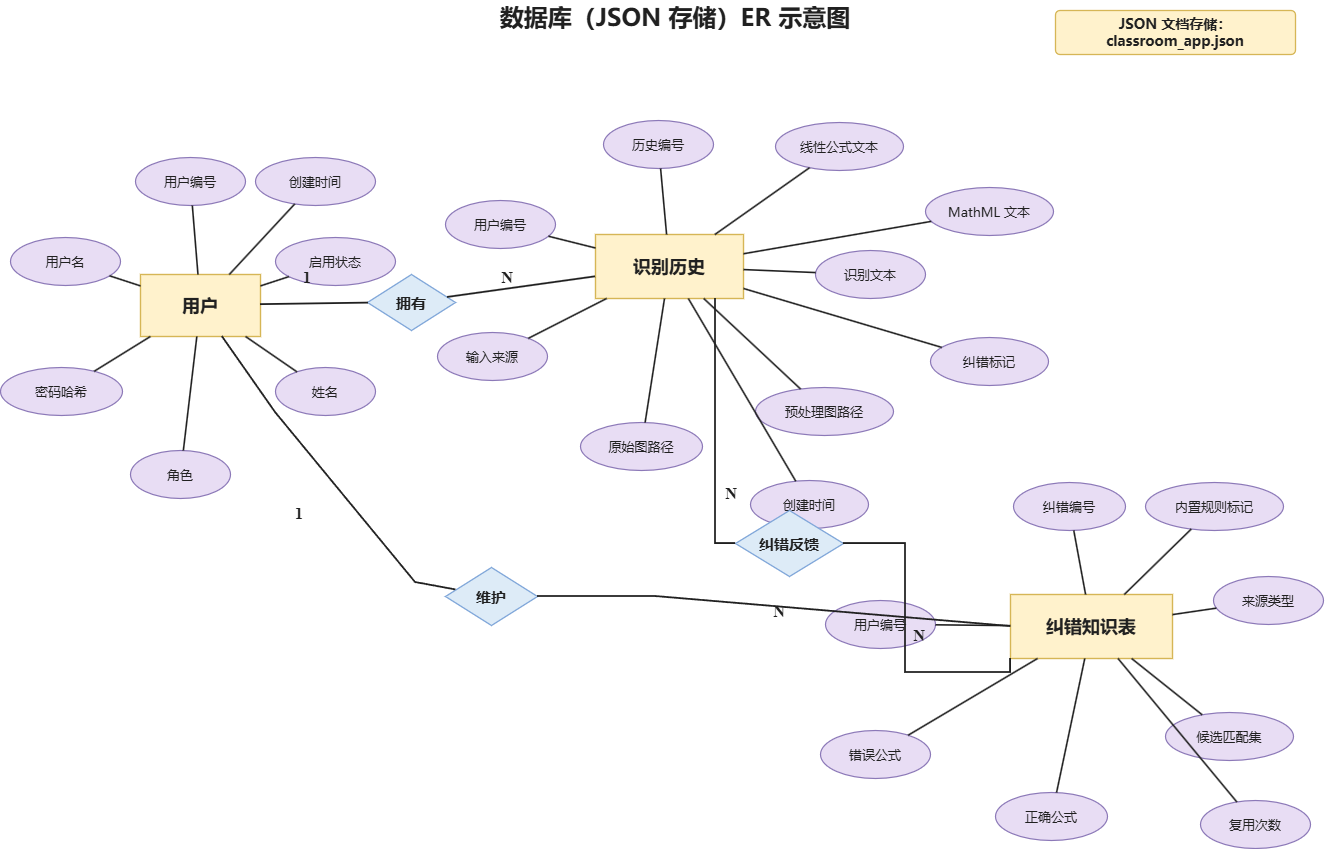 数据库（JSON 存储）ER 示意图
JSON 文档存储：
classroom_app.json
历史编号
线性公式文本
用户编号
创建时间
MathML 文本
用户编号
用户名
启用状态
识别历史
识别文本
1
N
用户
拥有
输入来源
纠错标记
密码哈希
姓名
预处理图路径
原始图路径
角色
N
创建时间
纠错编号
内置规则标记
1
纠错反馈
维护
来源类型
N
用户编号
N
纠错知识表
候选匹配集
错误公式
正确公式
复用次数